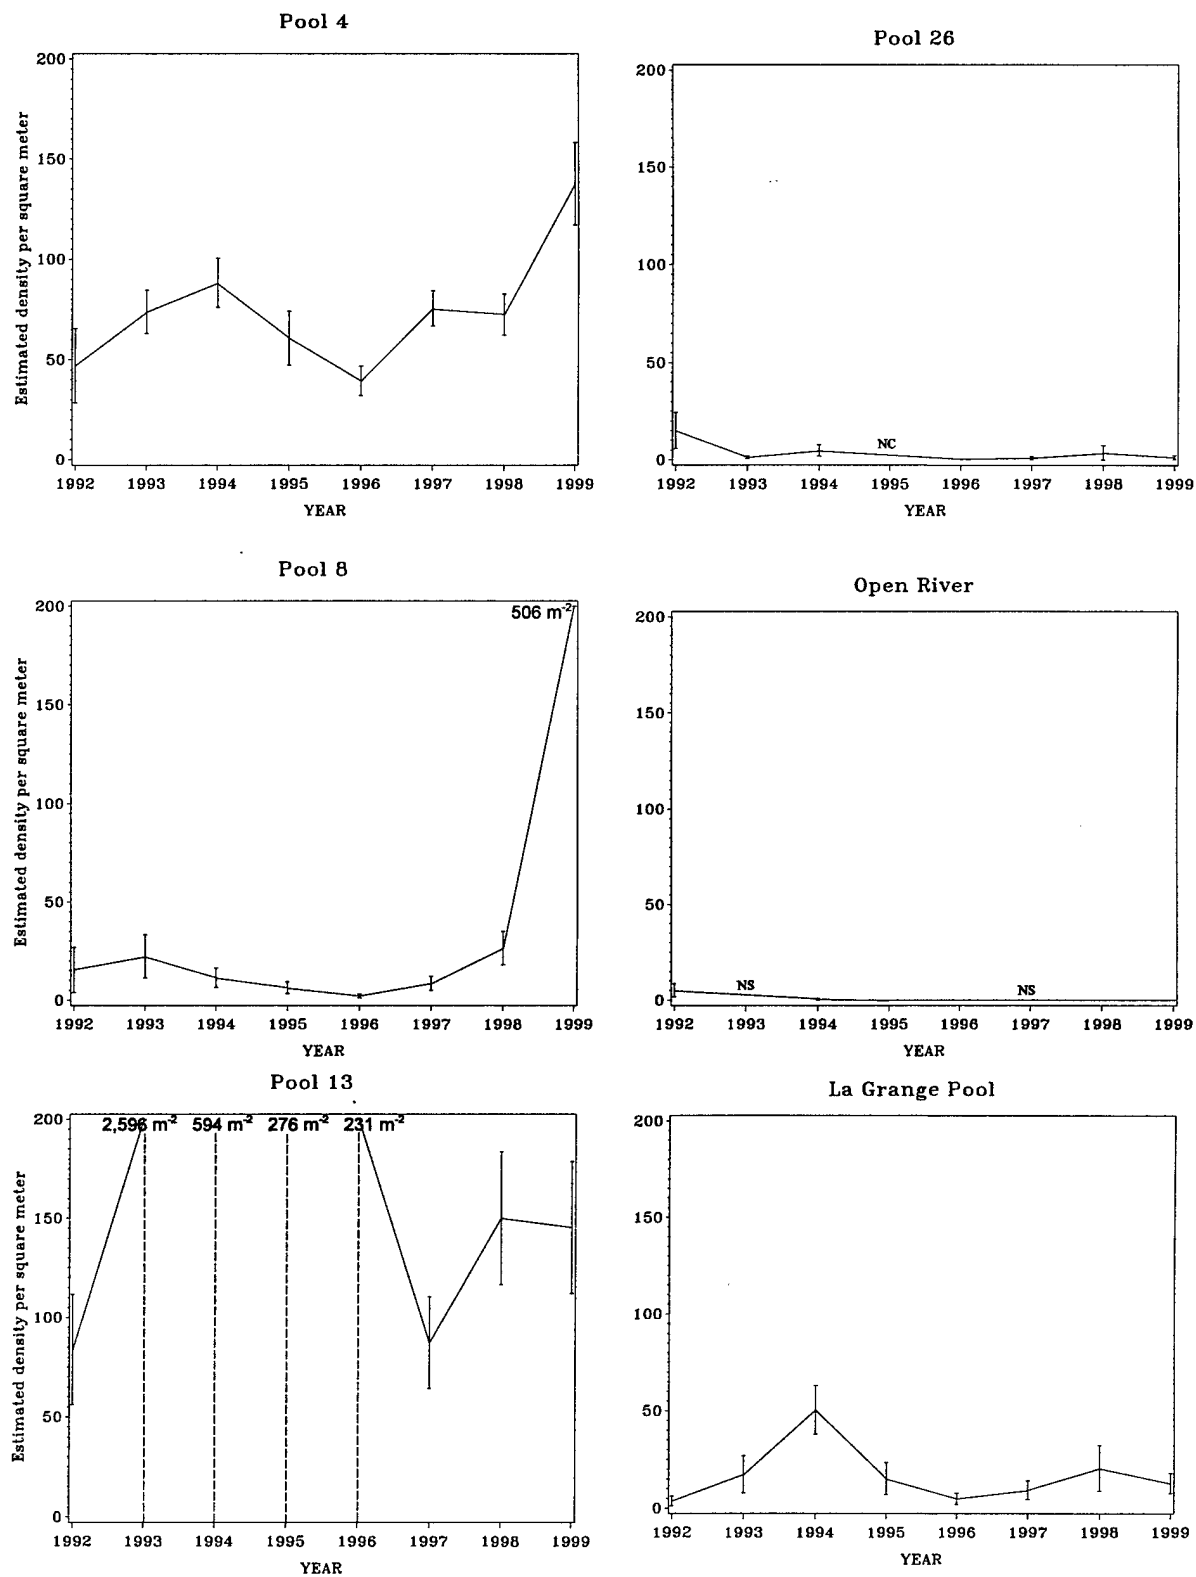 Pool 4
Estimated density per square meter
200
150
100
50
0
1992 1993 1994 1995 1996 1997 1998 1999
YEAR
Pool 26
200
150
100
50
0
NC
1992 1993 1994 1995 1996 1997 1998 1999
YEAR
Pool 8
Estimated density per square meter
200
150
100
50
0
506 m⁻²
1992 1993 1994 1995 1996 1997 1998 1999
YEAR
Open River
200
150
100
50
0
NS NS
1992 1993 1994 1995 1996 1997 1998 1999
YEAR
Pool 13
Estimated density per square meter
200
150
100
50
0
2,596 m⁻² 594 m⁻² 276 m⁻² 231 m⁻²
1992 1993 1994 1995 1996 1997 1998 1999
YEAR
La Grange Pool
200
150
100
50
0
1992 1993 1994 1995 1996 1997 1998 1999
YEAR